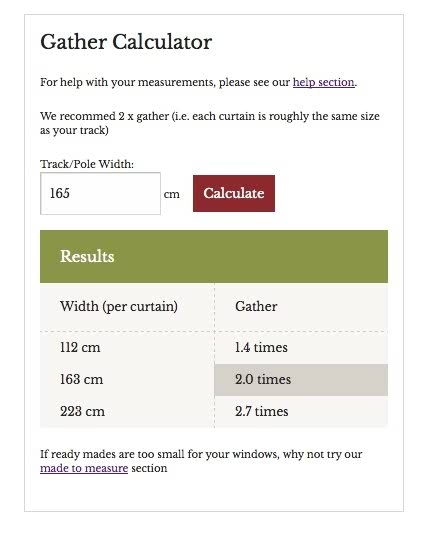 Gather Calculator
For help with your measurements, please see our help section.
We recommed 2 x gather (i.e. each curtain is roughly the same size
as your track)
Track/Pole Width:
165 cm Calculate
Results
Width (per curtain) Gather
112 cm 1.4 times
163 cm 2.0 times
223 cm 2.7 times
If ready mades are too small for your windows, why not try our
made to measure section